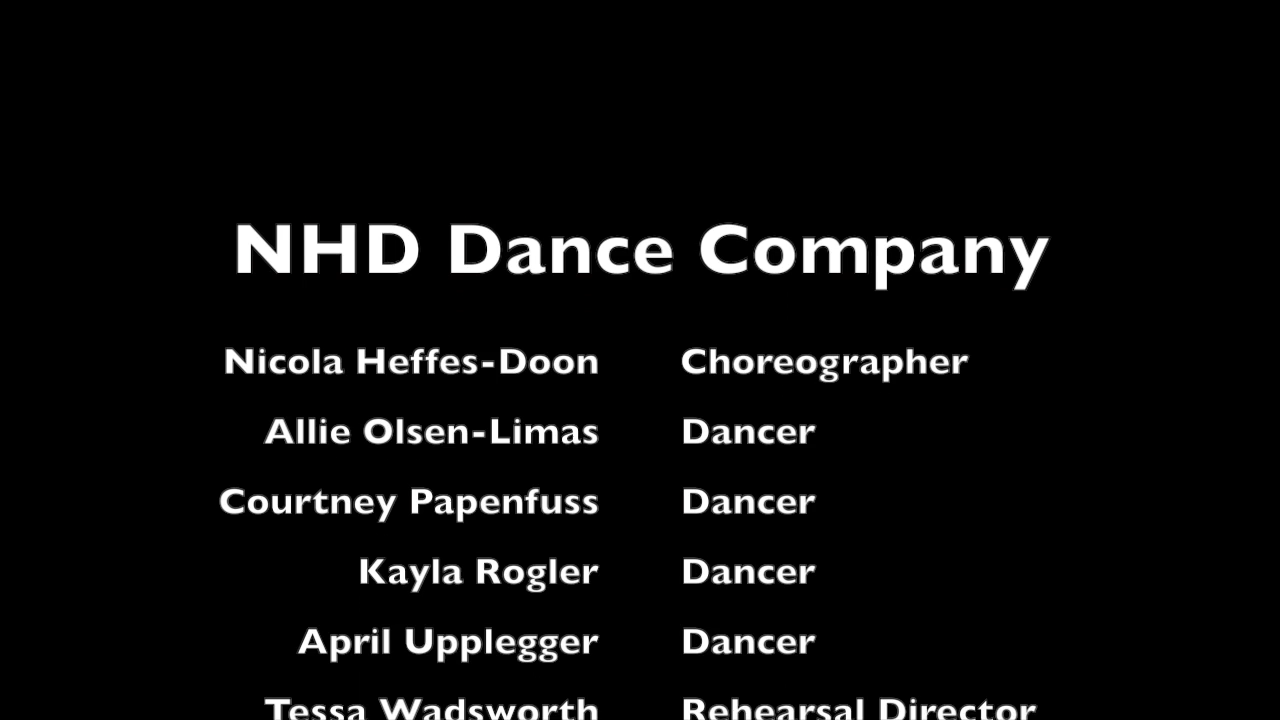 NHD Dance Company
Nicola Heffes-Doon Choreographer
Allie Olsen-Limas Dancer
Courtney Papenfuss Dancer
Kayla Rogler Dancer
April Upplegger Dancer
Tessa Wadsworth Rehearsal Director